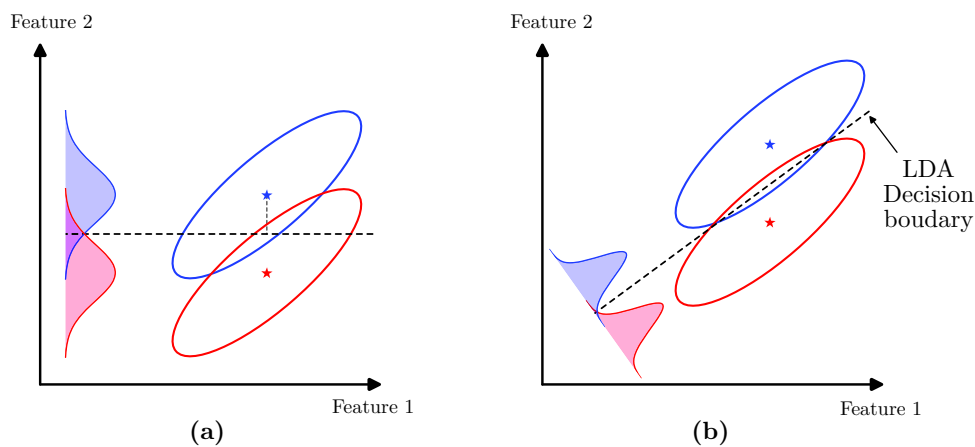 Feature 2
Feature 1
(a)
Feature 2
LDA
Decision
boudary
Feature 1
(b)